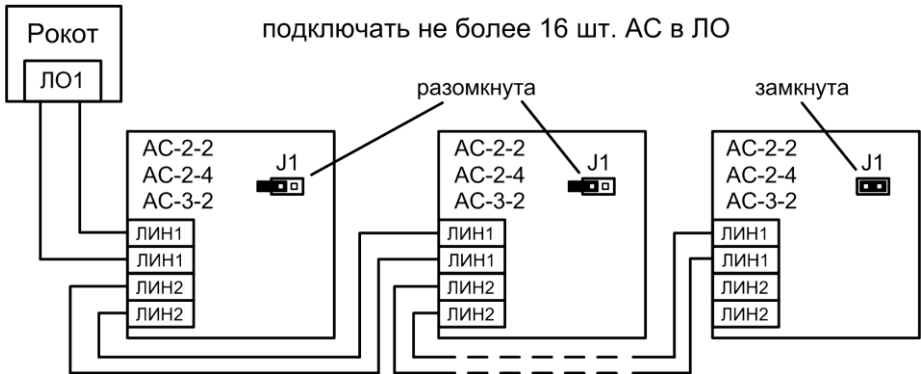 Рокот
ЛО1
подключать не более 16 шт. АС в ЛО
разомкнута
замкнута
АС-2-2
АС-2-4
АС-3-2
J1
ЛИН1
ЛИН1
ЛИН2
ЛИН2
АС-2-2
АС-2-4
АС-3-2
J1
ЛИН1
ЛИН1
ЛИН2
ЛИН2
АС-2-2
АС-2-4
АС-3-2
J1
ЛИН1
ЛИН1
ЛИН2
ЛИН2